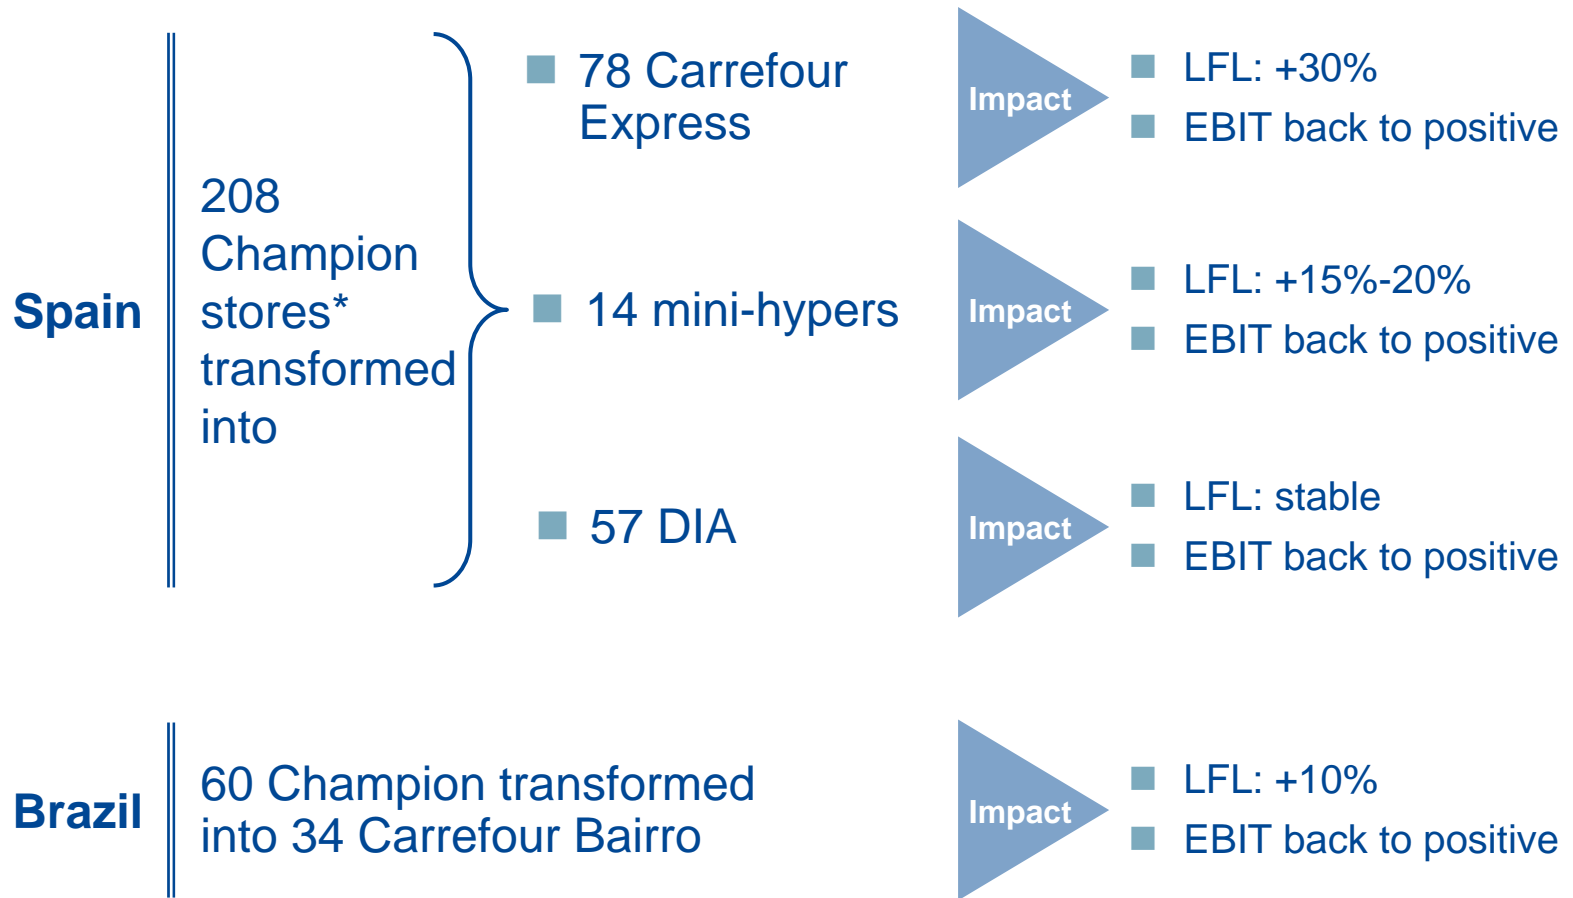 Spain
208
Champion
stores*
transformed
into
78 Carrefour
Express
Impact
LFL: +30%
EBIT back to positive
14 mini-hypers
Impact
LFL: +15%-20%
EBIT back to positive
57 DIA
Impact
LFL: stable
EBIT back to positive
Brazil
60 Champion transformed
into 34 Carrefour Bairro
Impact
LFL: +10%
EBIT back to positive